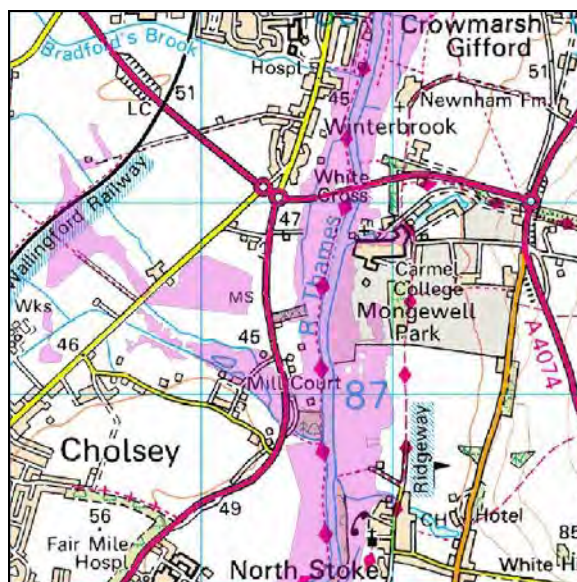 Bradford's Brook
Crowmarsh
Gifford
Hospl
51
51
LC
45
Newnham Fm
Winterbrook
Wallingford Railway
White
Cross
47
R Thames
Carmel
College
Mongewell
Park
MS
Wks
46
45
A 4074
Mill Court
87
Cholsey
Ridgeway
49
56
CH
Hotel
85
Fair Mile
Hospl
North Stoke
White H